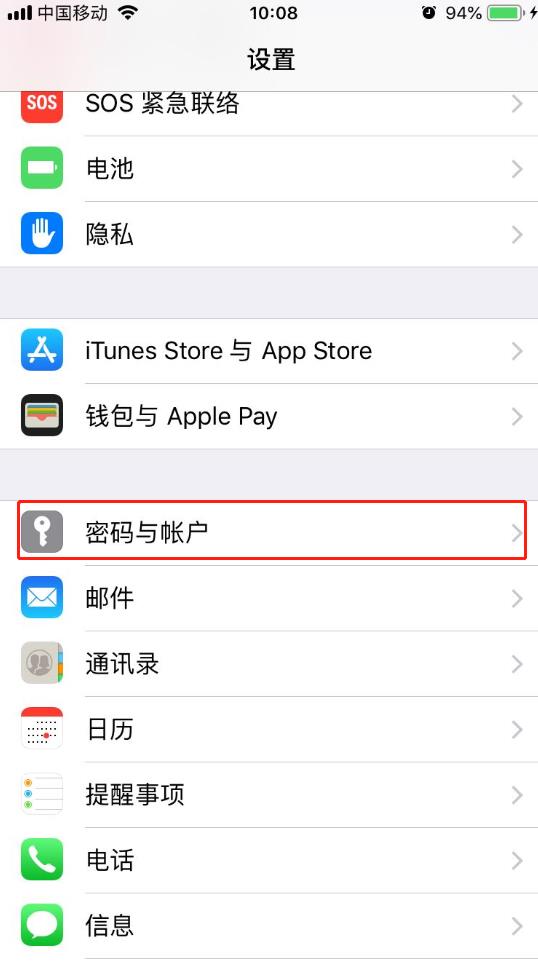 中国移动 10:08 94%
设置
SOS SOS 紧急联络
电池
隐私
iTunes Store 与 App Store
钱包与 Apple Pay
密码与帐户
邮件
通讯录
日历
提醒事项
电话
信息